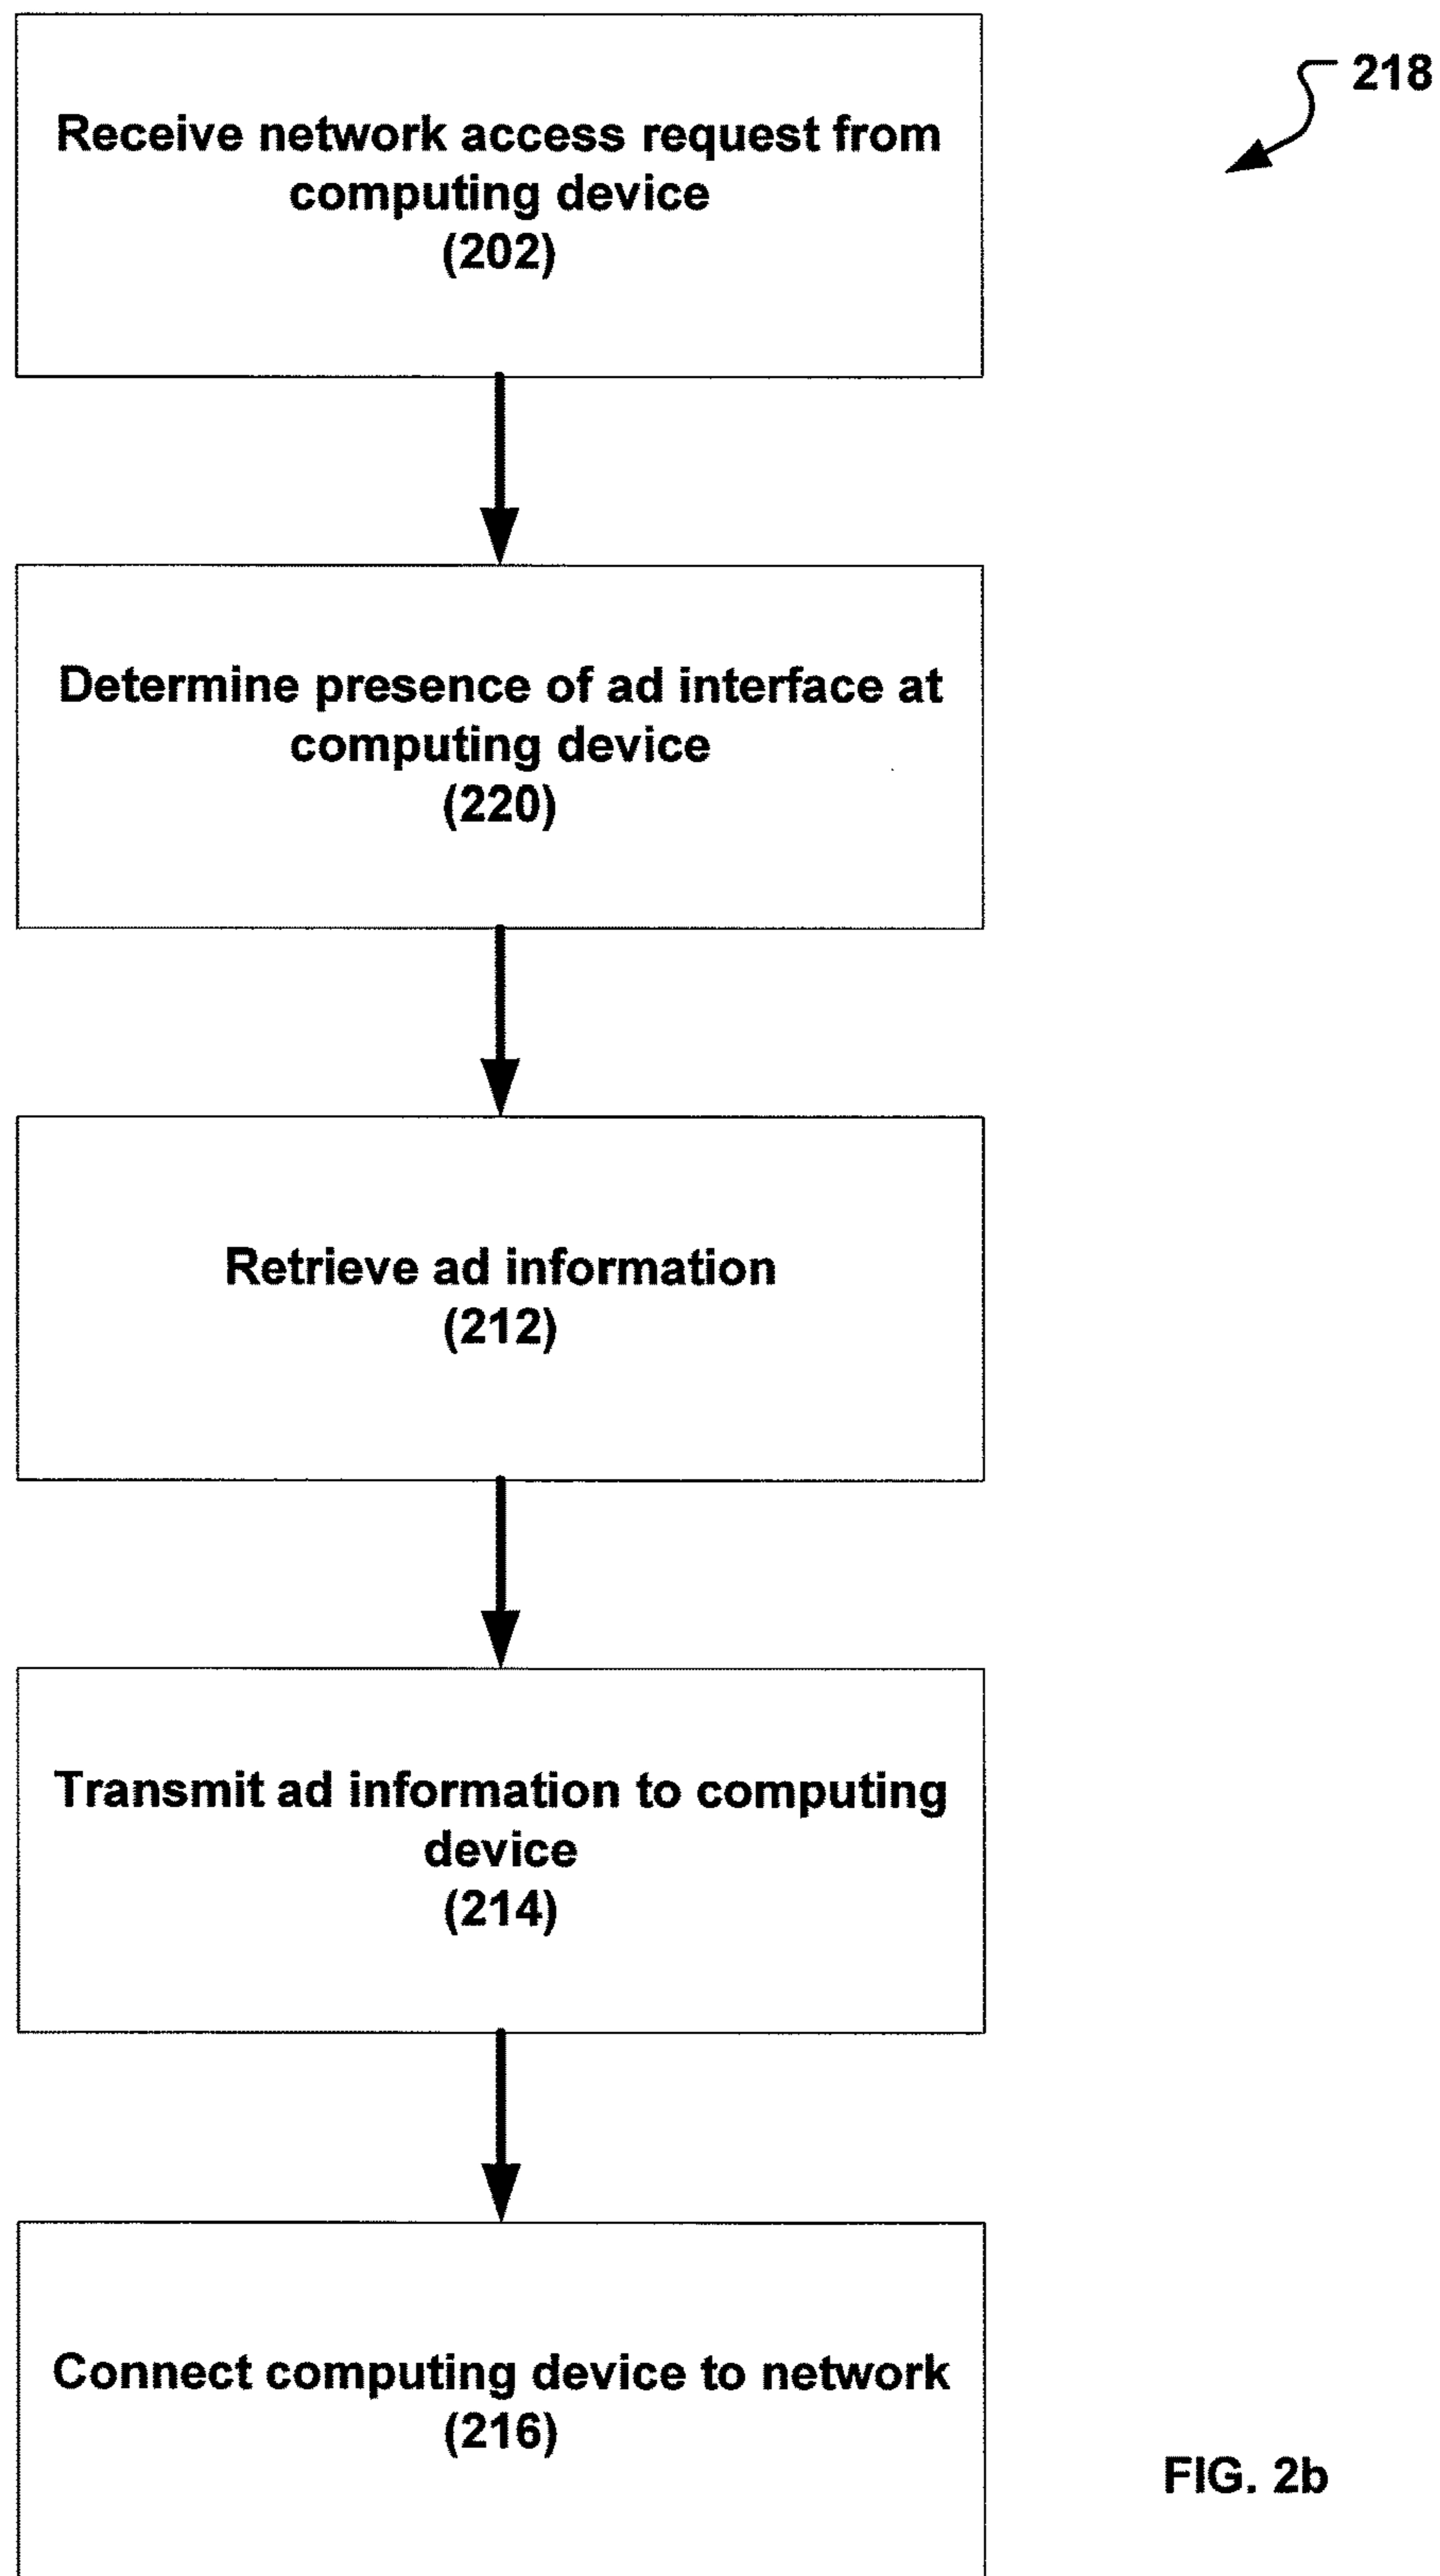 218
Receive network access request from
computing device
(202)
Determine presence of ad interface at
computing device
(220)
Retrieve ad information
(212)
Transmit ad information to computing
device
(214)
Connect computing device to network
(216)
FIG. 2b